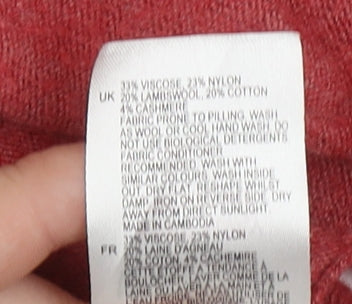 33% VISCOSE, 23% NYLON
UK 20% LAMBSWOOL, 20% COTTON
4% CASHMERE
FABRIC PRONE TO PILLING. WASH
AS WOOL OR COOL HAND WASH. DO
NOT USE BIOLOGICAL DETERGENTS
FABRIC CONDITIONER
RECOMMENDED. WASH WITH
SIMILAR COLOURS. WASH INSIDE
OUT. DRY FLAT. RE SHAPE WHILST
DAMP. IRON ON REVERSE SIDE. DRY
AWAY FROM DIRECT SUNLIGHT.
MADE IN CAMBODIA
FR 33% VISCOSE, 23% NYLON
20% LAINE D'AGNEAU
20% COTON, 4% CACHEMIRE